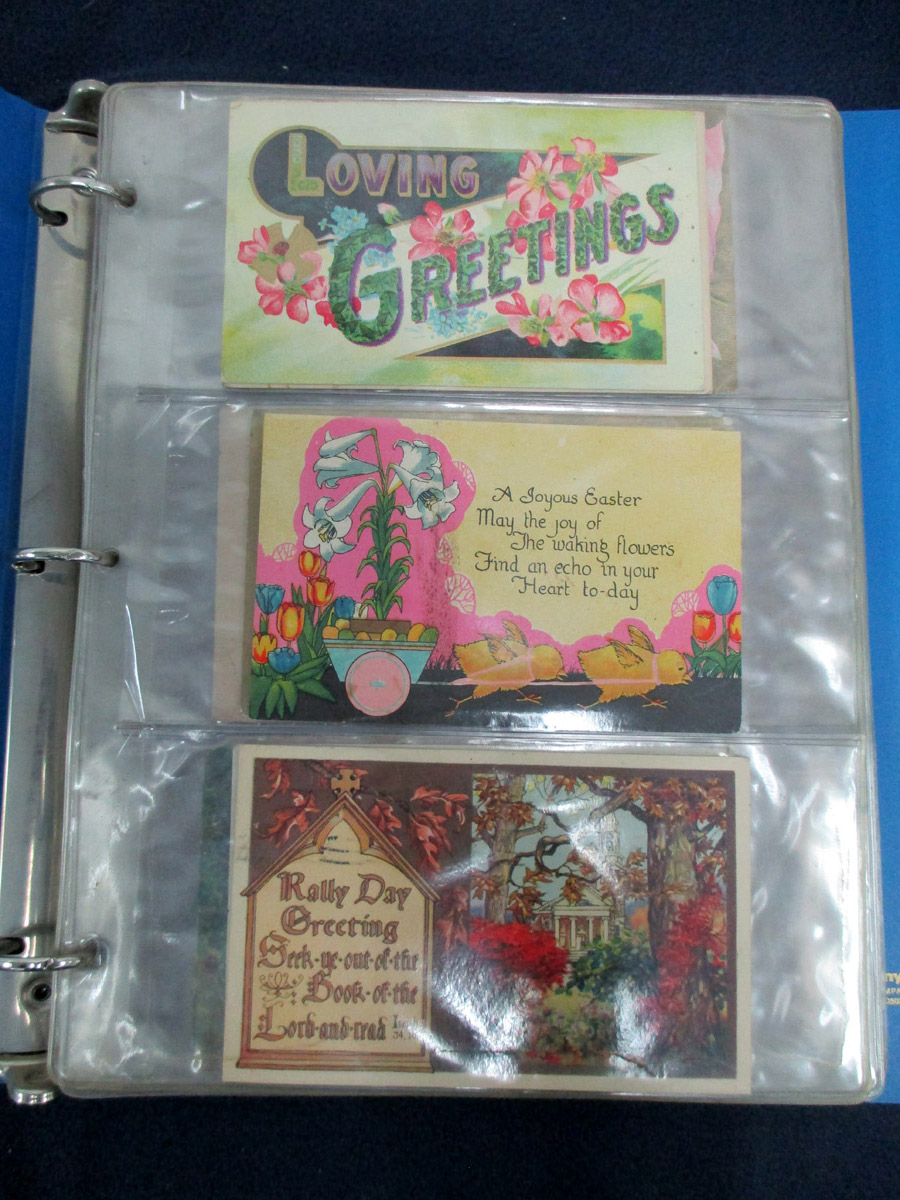 LOVING
GREETINGS
A Joyous Easter
May the joy of
The waking flowers
Find an echo in your
Heart to-day
Rally Day
Greeting
Seek·ye·out·of·the
Book·of·the
Lord·and·read